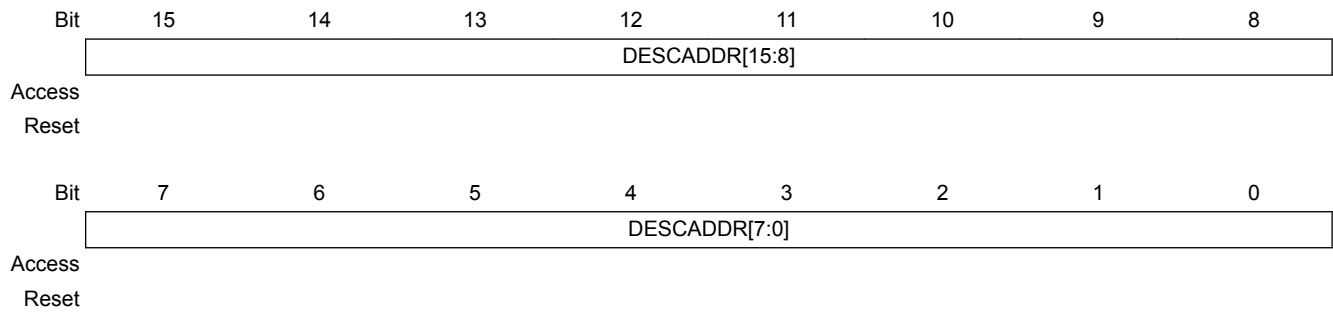 Bit 15 14 13 12 11 10 9 8
DESCADDR[15:8]
Access
Reset
Bit 7 6 5 4 3 2 1 0
DESCADDR[7:0]
Access
Reset